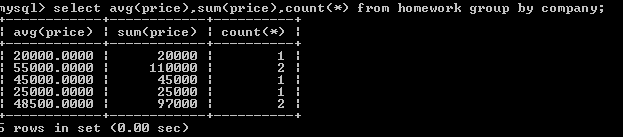 mysql> select avg(price),sum(price),count(*) from homework group by company;
+------------+------------+----------+
| avg(price) | sum(price) | count(*) |
+------------+------------+----------+
| 20000.0000 | 20000 | 1 |
| 55000.0000 | 110000 | 2 |
| 45000.0000 | 45000 | 1 |
| 25000.0000 | 25000 | 1 |
| 48500.0000 | 97000 | 2 |
+------------+------------+----------+
5 rows in set (0.00 sec)